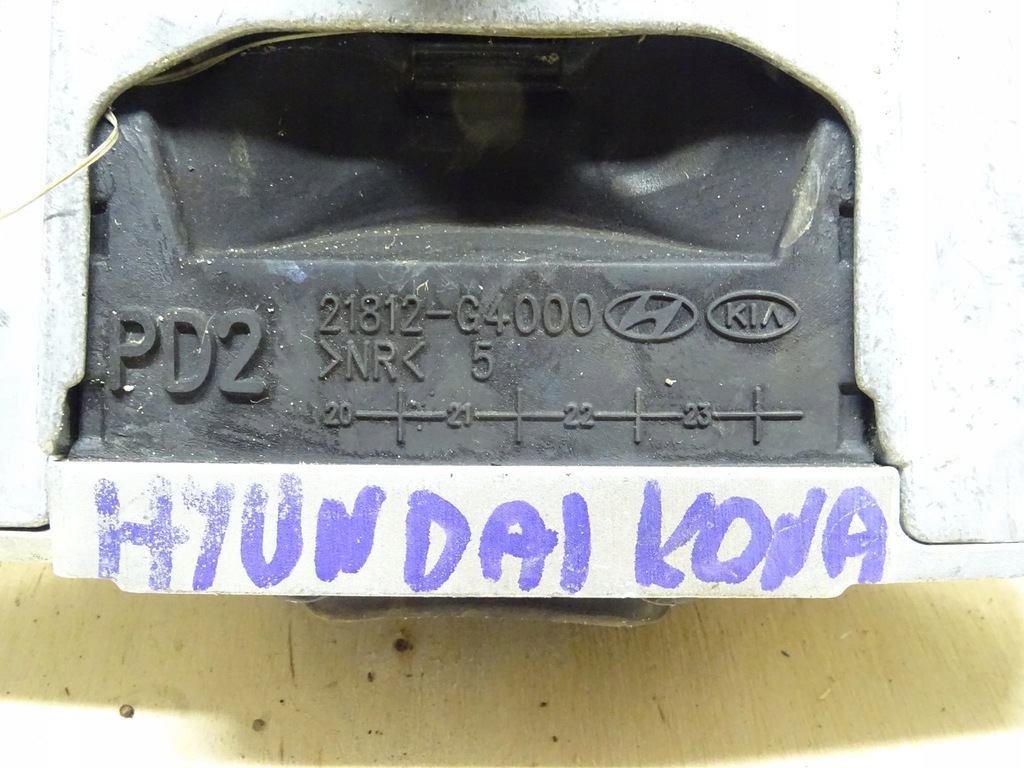 21812-G4000 KIA
PD2
>NR< 5
20 21 22 23
HYUNDAI KONA